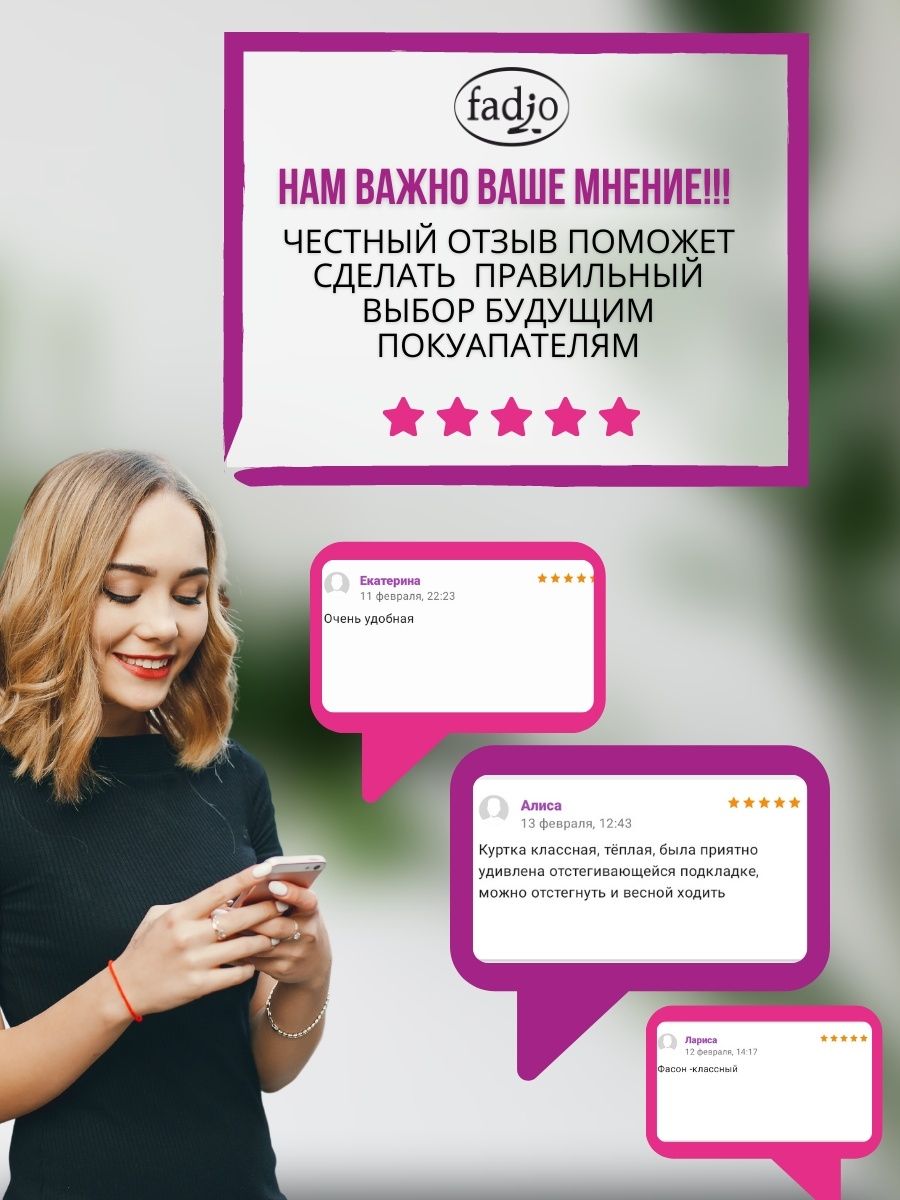 fadjo
НАМ ВАЖНО ВАШЕ МНЕНИЕ!!!
ЧЕСТНЫЙ ОТЗЫВ ПОМОЖЕТ
СДЕЛАТЬ ПРАВИЛЬНЫЙ
ВЫБОР БУДУЩИМ
ПОКУАПАТЕЛЯМ
Екатерина
11 февраля, 22:23
Очень удобная
Алиса
13 февраля, 12:43
Куртка классная, тёплая, была приятно
удивлена отстегивающейся подкладке,
можно отстегнуть и весной ходить
Лариса
12 февраля, 14:17
Фасон -классный